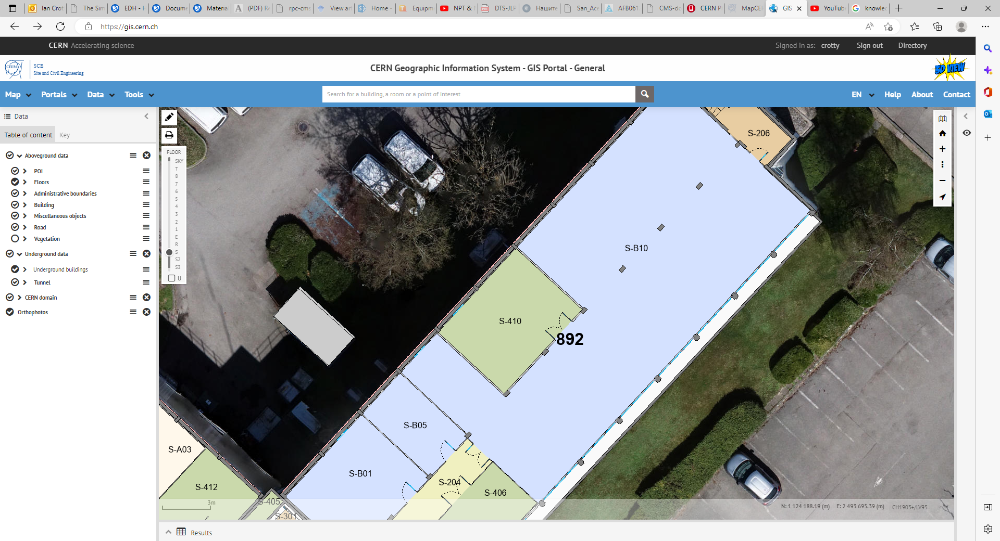 Ian Crot
The Sim
EDH - H
Docume
Materia
(PDF) R
rpc-cms
View ar
Home -
Equipm
NPT &
DTS-JLP
Нашите
San_Ace
AFB061
CMS-do
CERN P
MapCER
GIS
YouTub
knowled
https://gis.cern.ch
CERN Accelerating science
Signed in as: crotty
Sign out
Directory
CERN
SCE
Site and Civil Engineering
CERN Geographic Information System - GIS Portal - General
3D VIEW
Map
Portals
Data
Tools
Search for a building, a room or a point of interest
EN
Help
About
Contact
Data
Table of content
Key
Aboveground data
POI
Floors
Administrative boundaries
Building
Miscellaneous objects
Road
Vegetation
Underground data
Underground buildings
Tunnel
CERN domain
Orthophotos
FLOOR
SKY
T
8
7
6
5
4
3
2
1
E
R
S
S2
S3
U
S-206
S-B10
S-410
892
S-B05
S-A03
S-B01
S-204
S-412
S-406
S-405
S-301
3m
N: 1 124 188.19 (m) E: 2 493 695.39 (m) CH1903+/LV95
Results